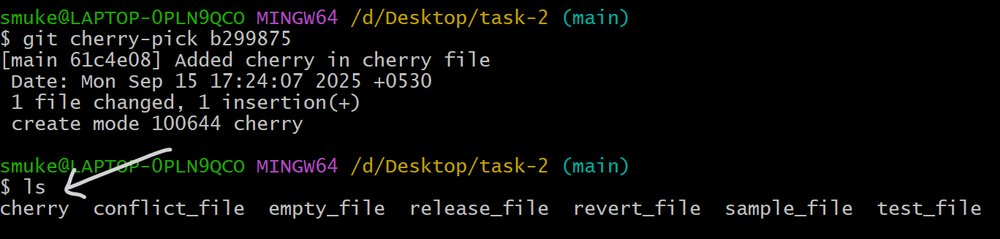 smuke@LAPTOP-0PLN9QCO MINGW64 /d/Desktop/task-2 (main)
$ git cherry-pick b299875
[main 61c4e08] Added cherry in cherry file
 Date: Mon Sep 15 17:24:07 2025 +0530
 1 file changed, 1 insertion(+)
 create mode 100644 cherry
smuke@LAPTOP-0PLN9QCO MINGW64 /d/Desktop/task-2 (main)
$ ls
cherry  conflict_file  empty_file  release_file  revert_file  sample_file  test_file